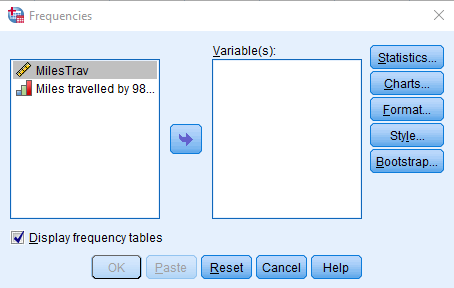 Frequencies
Variable(s):
MilesTrav
Miles travelled by 98...
Statistics...
Charts...
Format...
Style...
Bootstrap...
Display frequency tables
OK Paste Reset Cancel Help